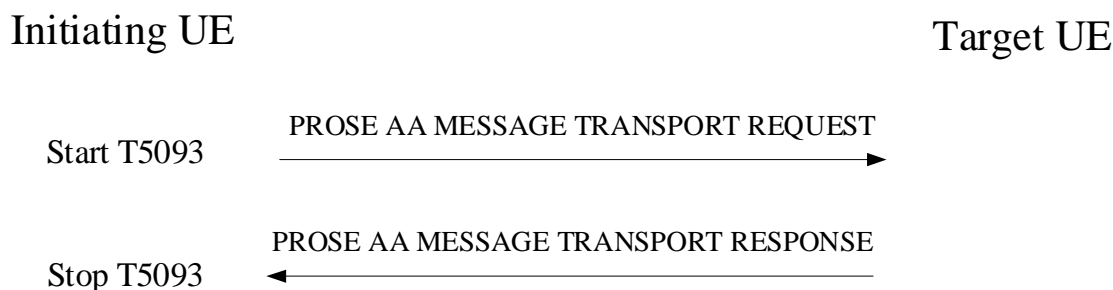 Initiating UE
Target UE
PROSE AA MESSAGE TRANSPORT REQUEST
Start T5093
PROSE AA MESSAGE TRANSPORT RESPONSE
Stop T5093